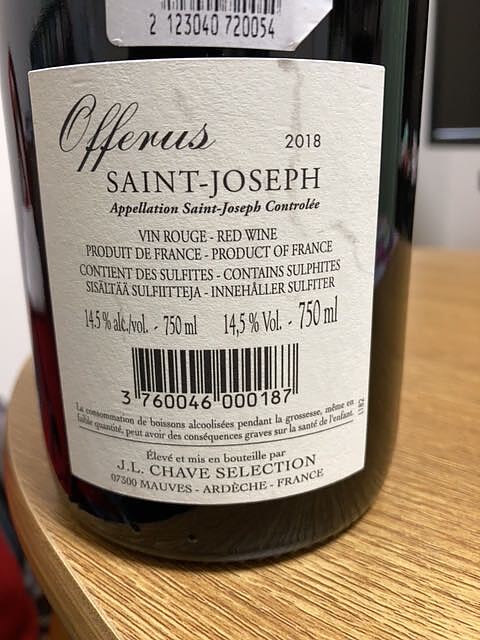 2 123040 720054
Offerus
2018
SAINT-JOSEPH
Appellation Saint-Joseph Controlée
VIN ROUGE - RED WINE
PRODUIT DE FRANCE - PRODUCT OF FRANCE
CONTIENT DES SULFITES - CONTAINS SULPHITES
SISÄLTÄÄ SULFIITTEJA - INNEHÅLLER SULFITER
14,5 % alc./vol. - 750 ml 14,5 % Vol. - 750 ml
3 760046 000187
La consommation de boissons alcoolisées pendant la grossesse, même en
faible quantité, peut avoir des conséquences graves sur la santé de l'enfant.
Élevé et mis en bouteille par
J.L. CHAVE SELECTION
07300 MAUVES - ARDÈCHE - FRANCE